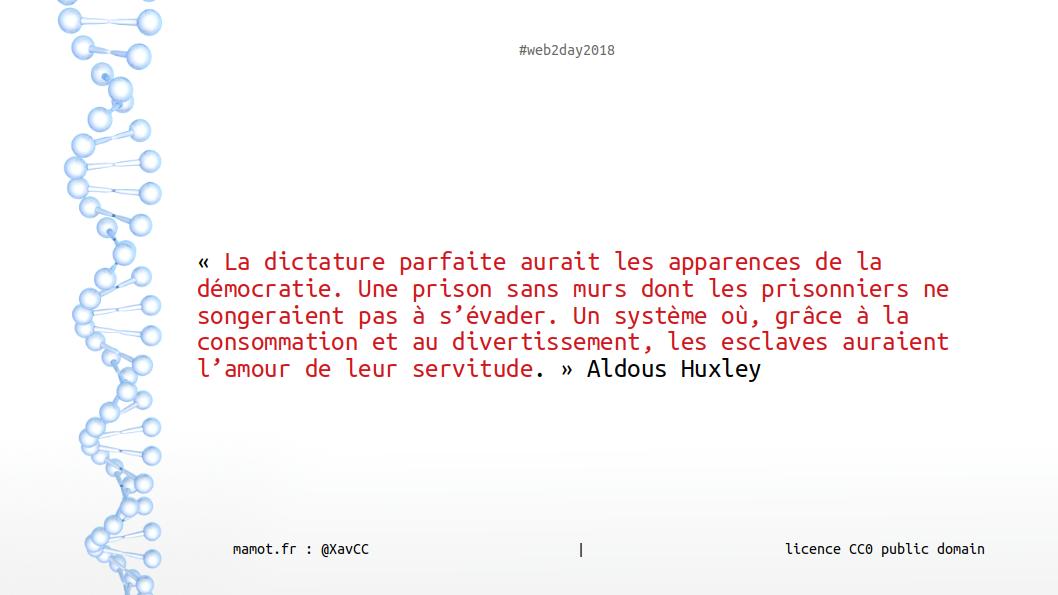 #web2day2018
« La dictature parfaite aurait les apparences de la
démocratie. Une prison sans murs dont les prisonniers ne
songeraient pas à s’évader. Un système où, grâce à la
consommation et au divertissement, les esclaves auraient
l’amour de leur servitude. » Aldous Huxley
mamot.fr : @XavCC | licence CC0 public domain